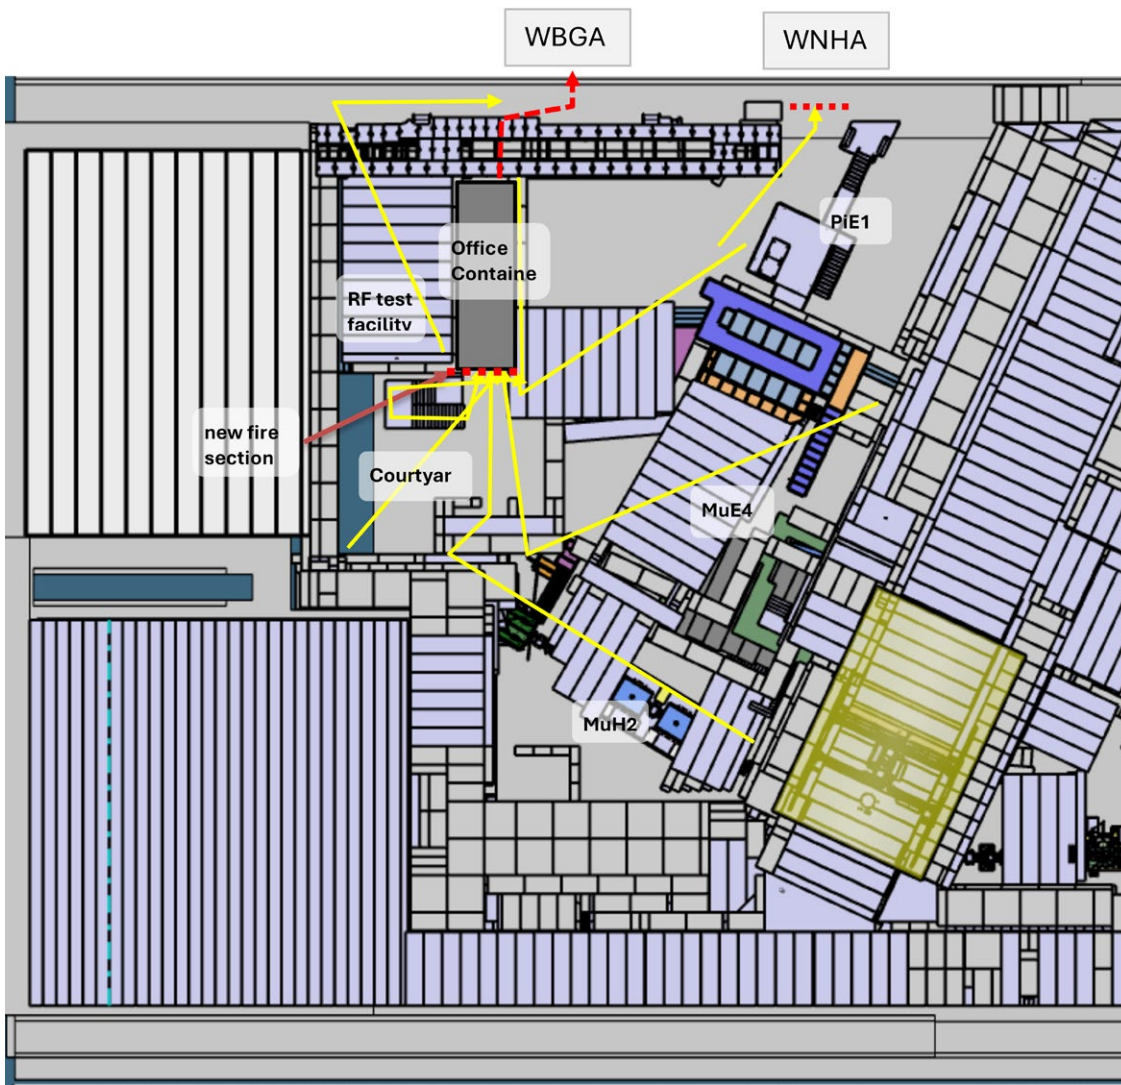 WBGA
WNHA
PiE1
Office
Containe
RF test
facility
new fire
section
Courtyar
MuE4
MuH2